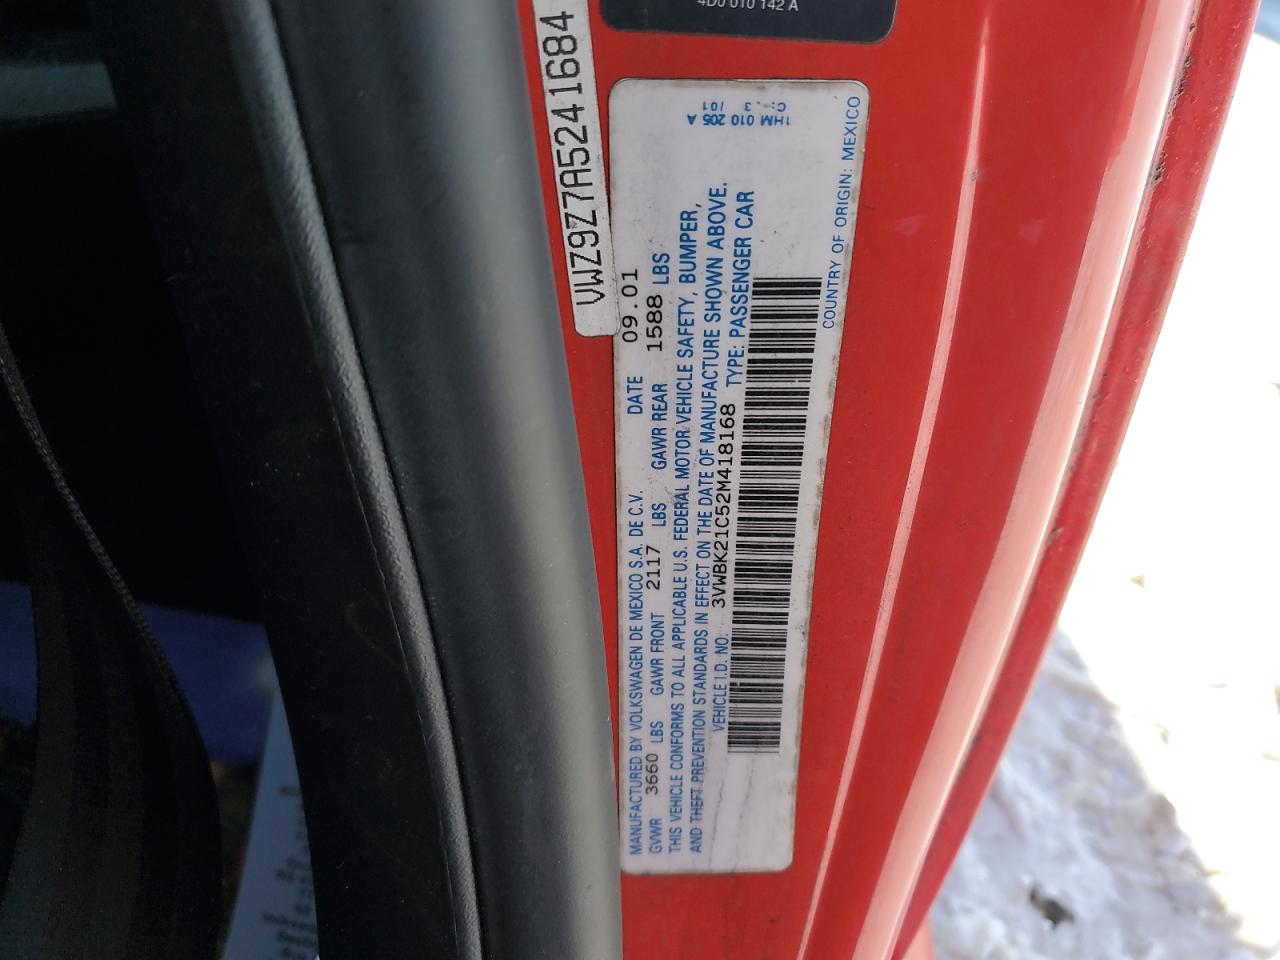 4D0 010 142 A
VWZ9Z7A5241684
1HM 010 205 A
MANUFACTURED BY VOLKSWAGEN DE MEXICO S.A. DE C.V. DATE 09.01
GVWR 3660 LBS GAWR FRONT 2117 LBS GAWR REAR 1588 LBS
THIS VEHICLE CONFORMS TO ALL APPLICABLE U.S. FEDERAL MOTOR VEHICLE SAFETY, BUMPER,
AND THEFT PREVENTION STANDARDS IN EFFECT ON THE DATE OF MANUFACTURE SHOWN ABOVE.
VEHICLE I.D. NO. 3VWBK21C52M418168 TYPE: PASSENGER CAR
COUNTRY OF ORIGIN: MEXICO